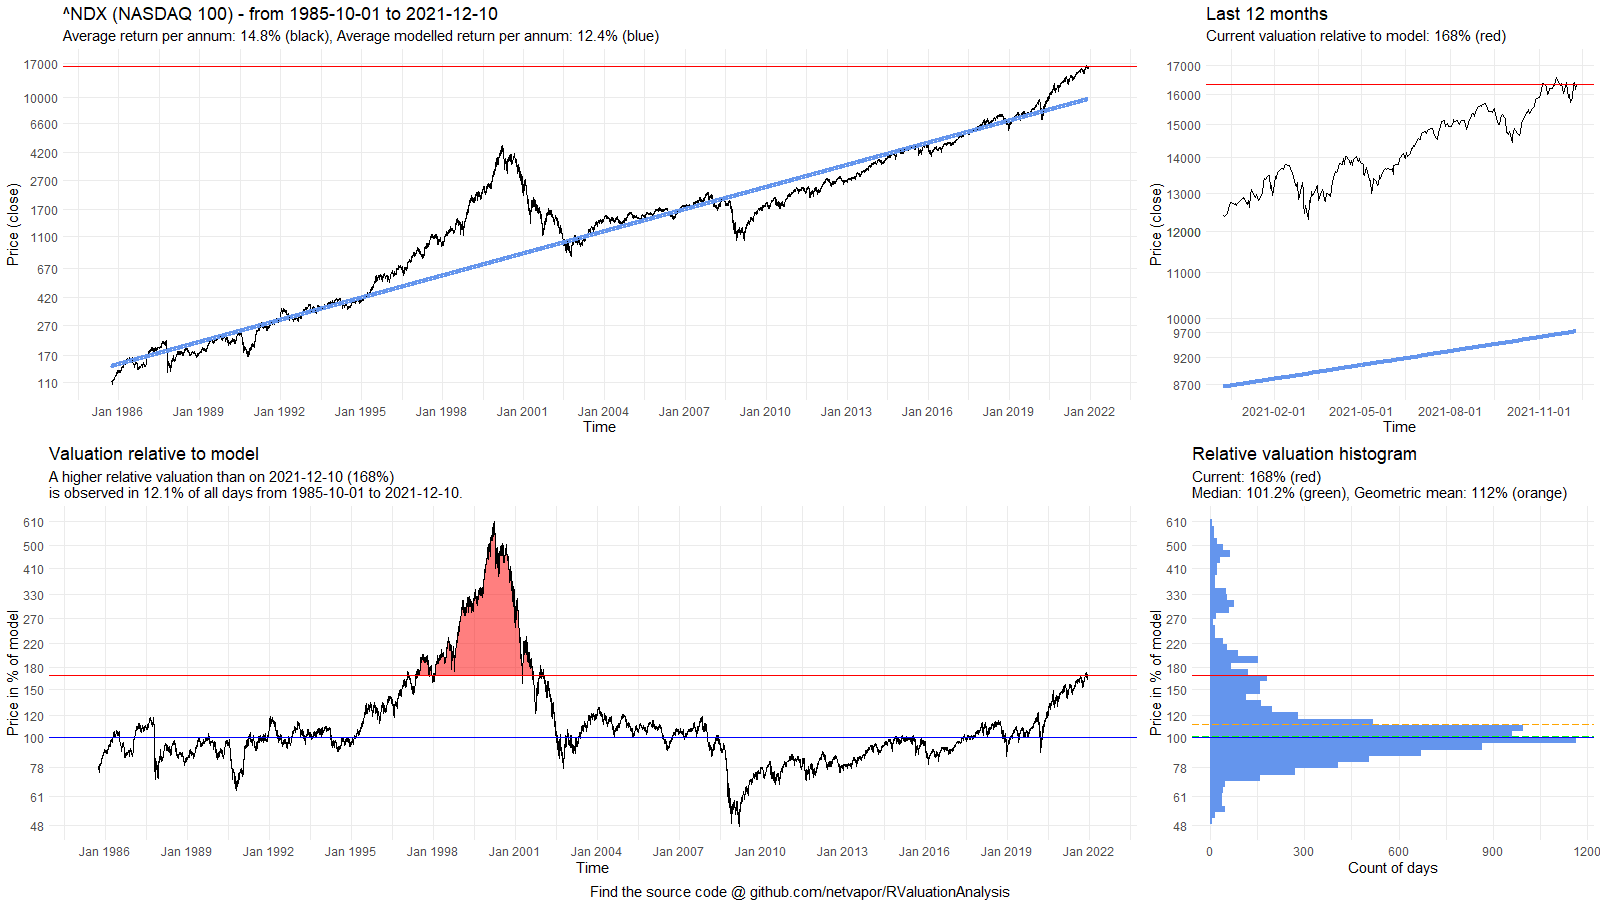 ^NDX (NASDAQ 100) - from 1985-10-01 to 2021-12-10
Average return per annum: 14.8% (black), Average modelled return per annum: 12.4% (blue)
Price (close)
17000
10000
6600
4200
2700
1700
1100
670
420
270
170
110
Jan 1986 Jan 1989 Jan 1992 Jan 1995 Jan 1998 Jan 2001 Jan 2004 Jan 2007 Jan 2010 Jan 2013 Jan 2016 Jan 2019 Jan 2022
Time
Last 12 months
Current valuation relative to model: 168% (red)
Price (close)
17000
16000
15000
14000
13000
12000
11000
10000
9700
9200
8700
2021-02-01 2021-05-01 2021-08-01 2021-11-01
Time
Valuation relative to model
A higher relative valuation than on 2021-12-10 (168%)
is observed in 12.1% of all days from 1985-10-01 to 2021-12-10.
Price in % of model
610
500
410
330
270
220
180
150
120
100
78
61
48
Jan 1986 Jan 1989 Jan 1992 Jan 1995 Jan 1998 Jan 2001 Jan 2004 Jan 2007 Jan 2010 Jan 2013 Jan 2016 Jan 2019 Jan 2022
Time
Relative valuation histogram
Current: 168% (red)
Median: 101.2% (green), Geometric mean: 112% (orange)
Price in % of model
610
500
410
330
270
220
180
150
120
100
78
61
48
0 300 600 900 1200
Count of days
Find the source code @ github.com/netvapor/RValuationAnalysis